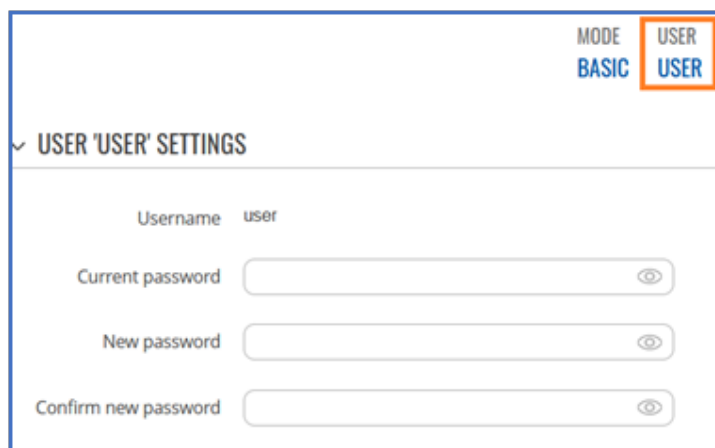 MODE USER
BASIC USER
USER 'USER' SETTINGS
Username user
Current password
New password
Confirm new password